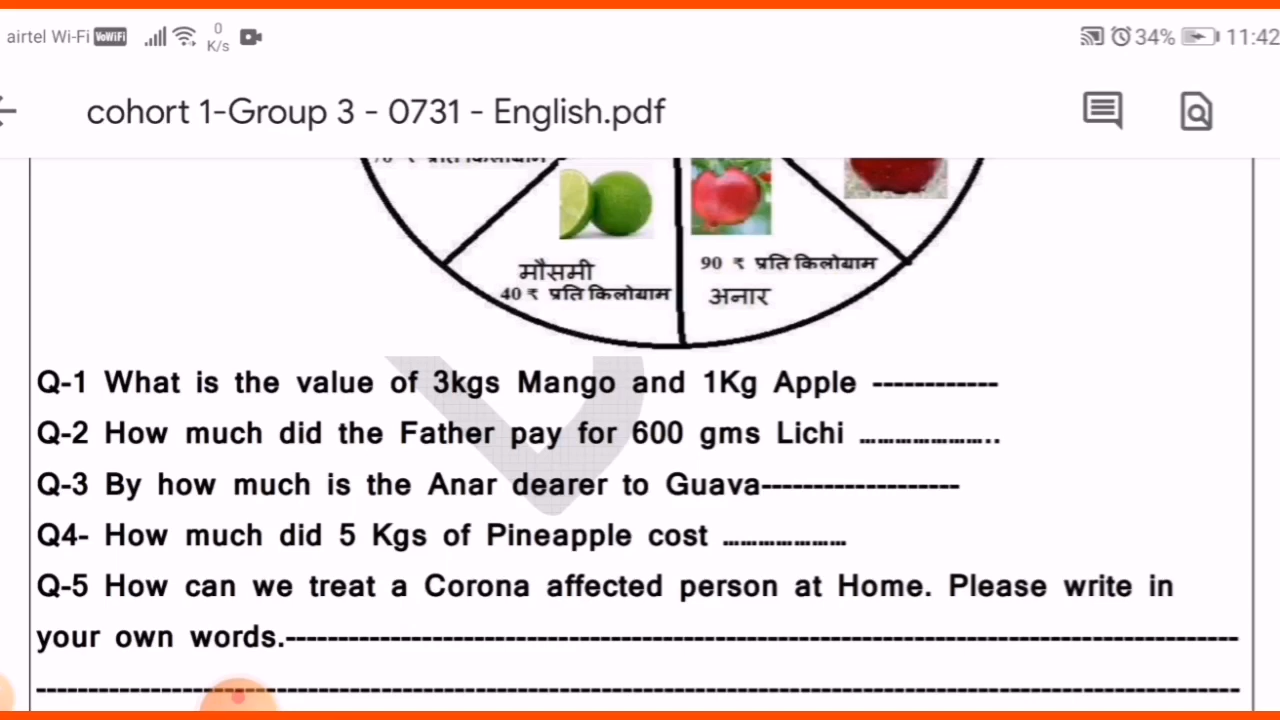 airtel Wi-Fi VoWiFi 0 K/s 34% 11:42
cohort 1-Group 3 - 0731 - English.pdf
मौसमी
40 ₹ प्रति किलोग्राम
90 ₹ प्रति किलोग्राम
अनार
Q-1 What is the value of 3kgs Mango and 1Kg Apple ------------
Q-2 How much did the Father pay for 600 gms Lichi .......................
Q-3 By how much is the Anar dearer to Guava-------------------
Q4- How much did 5 Kgs of Pineapple cost .....................
Q-5 How can we treat a Corona affected person at Home. Please write in
your own words.--------------------------------------------------------------------------------